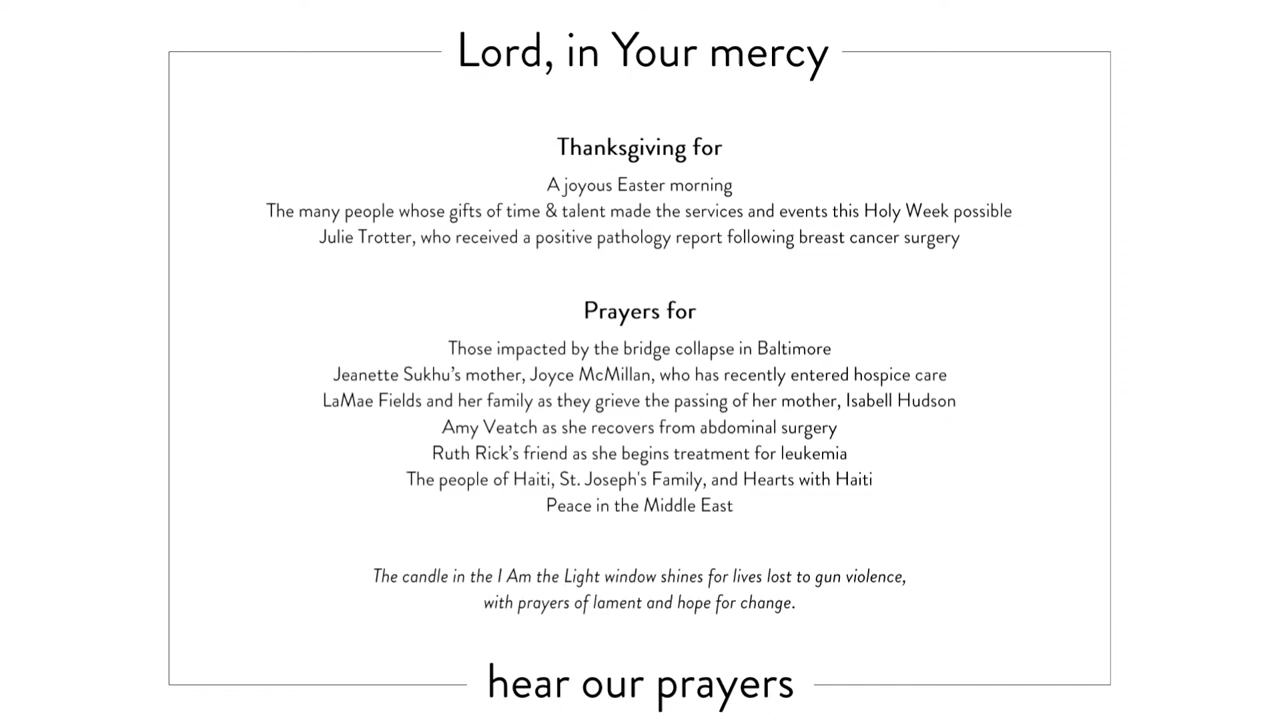 Lord, in Your mercy
Thanksgiving for
A joyous Easter morning
The many people whose gifts of time & talent made the services and events this Holy Week possible
Julie Trotter, who received a positive pathology report following breast cancer surgery
Prayers for
Those impacted by the bridge collapse in Baltimore
Jeanette Sukhu’s mother, Joyce McMillan, who has recently entered hospice care
LaMae Fields and her family as they grieve the passing of her mother, Isabell Hudson
Amy Veatch as she recovers from abdominal surgery
Ruth Rick’s friend as she begins treatment for leukemia
The people of Haiti, St. Joseph's Family, and Hearts with Haiti
Peace in the Middle East
The candle in the I Am the Light window shines for lives lost to gun violence,
with prayers of lament and hope for change.
hear our prayers